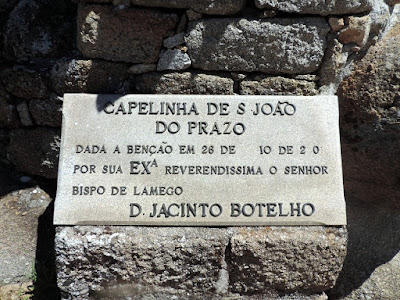 CAPELINHA DE S JOÃO
DO PRAZO
DADA A BENÇÃO EM 26 DE 10 DE 20
POR SUA EXA REVERENDISSIMA O SENHOR
BISPO DE LAMEGO
D. JACINTO BOTELHO